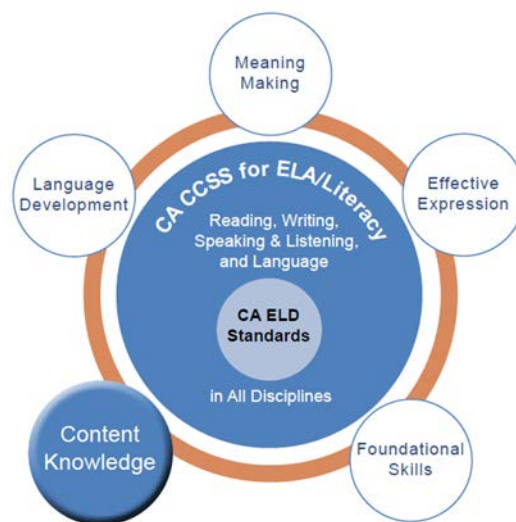 Meaning
Making
Language
Development
Effective
Expression
CA CCSS for ELA/Literacy
Reading, Writing,
Speaking & Listening,
and Language
CA ELD
Standards
in All Disciplines
Content
Knowledge
Foundational
Skills